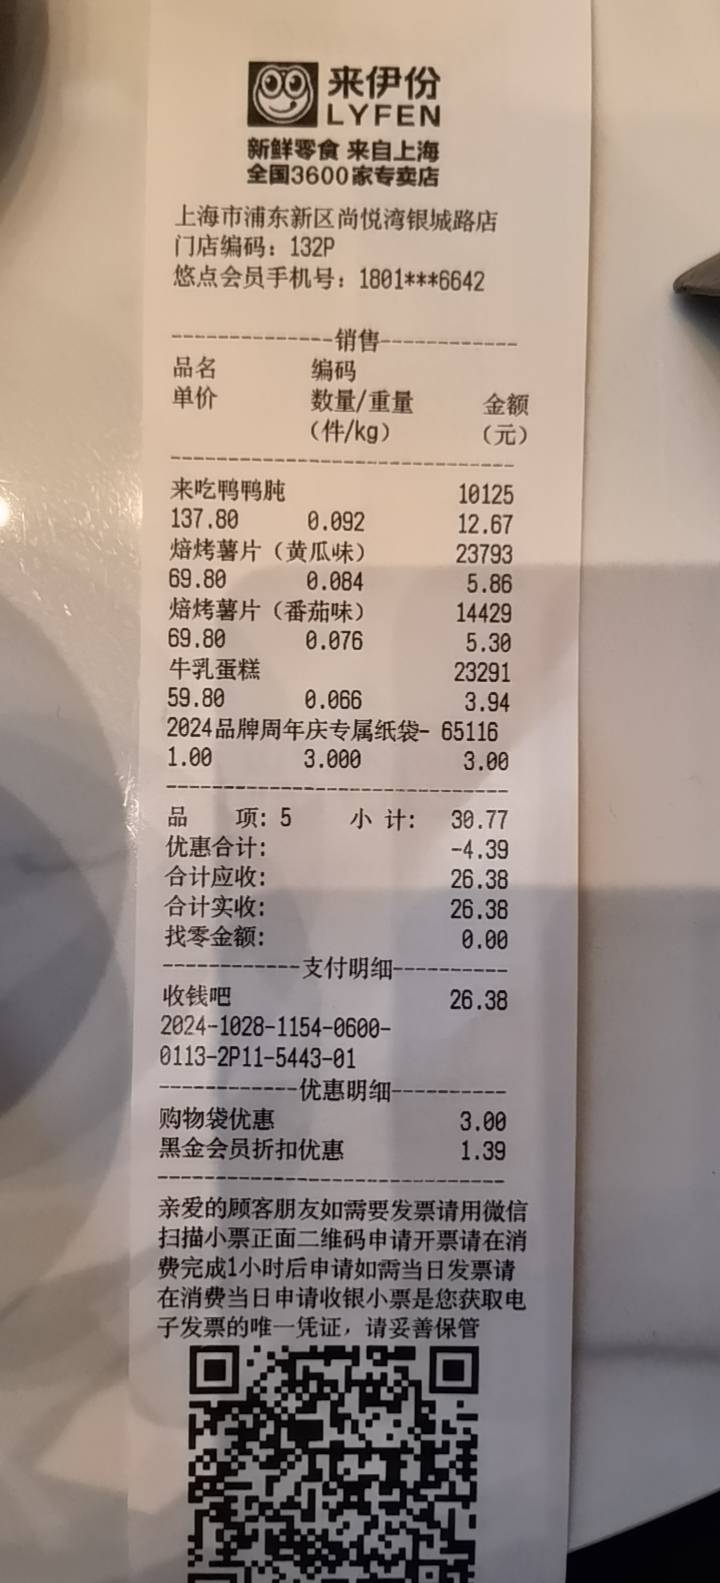 来伊份
LYFEN
新鲜零食 来自上海
全国3600家专卖店
上海市浦东新区尚悦湾银城路店
门店编码：132P
悠点会员手机号：1801***6642
--------------销售------------
品名 编码
单价 数量/重量 金额
（件/kg） （元）
------------------------------
来吃鸭鸭肫 10125
137.80 0.092 12.67
焙烤薯片（黄瓜味） 23793
69.80 0.084 5.86
焙烤薯片（番茄味） 14429
69.80 0.076 5.30
牛乳蛋糕 23291
59.80 0.066 3.94
2024品牌周年庆专属纸袋- 65116
1.00 3.000 3.00
------------------------------
品 项: 5 小 计: 30.77
优惠合计: -4.39
合计应收: 26.38
合计实收: 26.38
找零金额: 0.00
------------支付明细----------
收钱吧 26.38
2024-1028-1154-0600-
0113-2P11-5443-01
------------优惠明细----------
购物袋优惠 3.00
黑金会员折扣优惠 1.39
------------------------------
亲爱的顾客朋友如需要发票请用微信
扫描小票正面二维码申请开票请在消
费完成1小时后申请如需当日发票请
在消费当日申请收银小票是您获取电
子发票的唯一凭证，请妥善保管